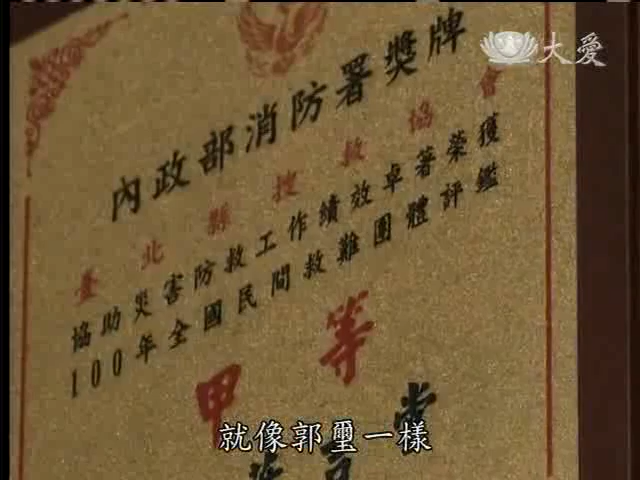 大愛
內政部消防署獎牌
臺北縣搜救協會
協助災害防救工作績效卓著榮獲
100年全國民間救難團體評鑑
甲等
就像郭璽一樣